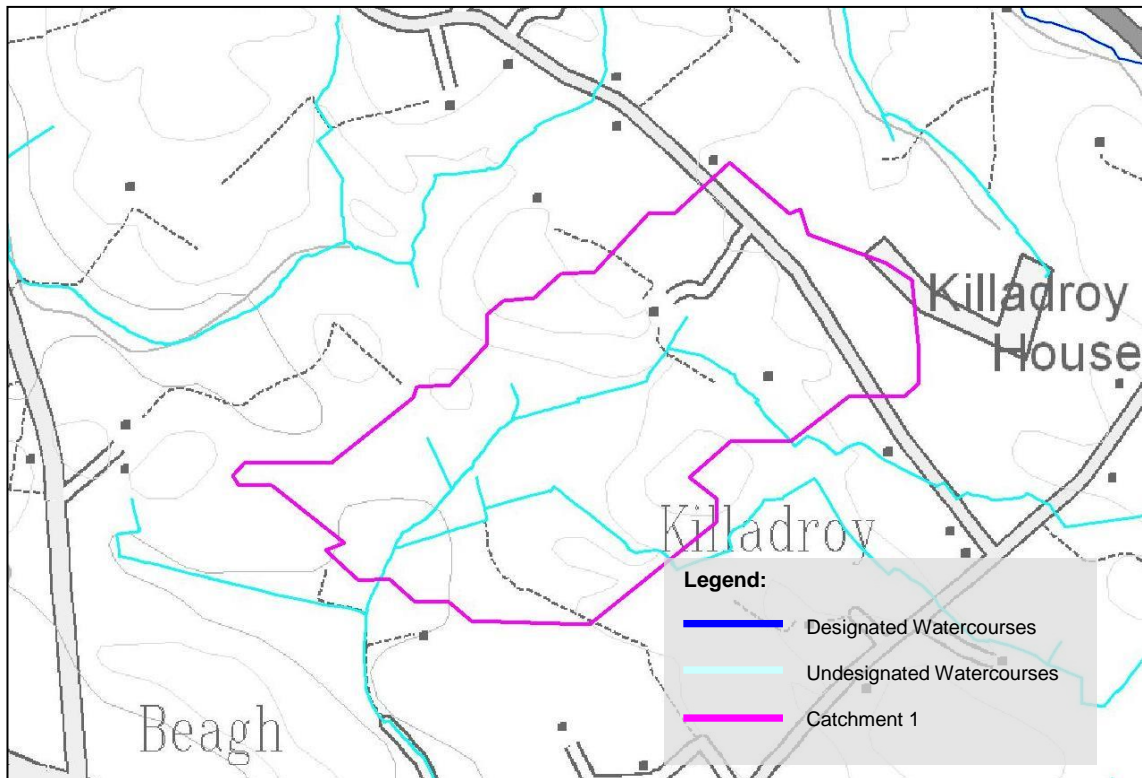 Killadroy
House
Killadroy
Beagh
Legend:
Designated Watercourses
Undesignated Watercourses
Catchment 1